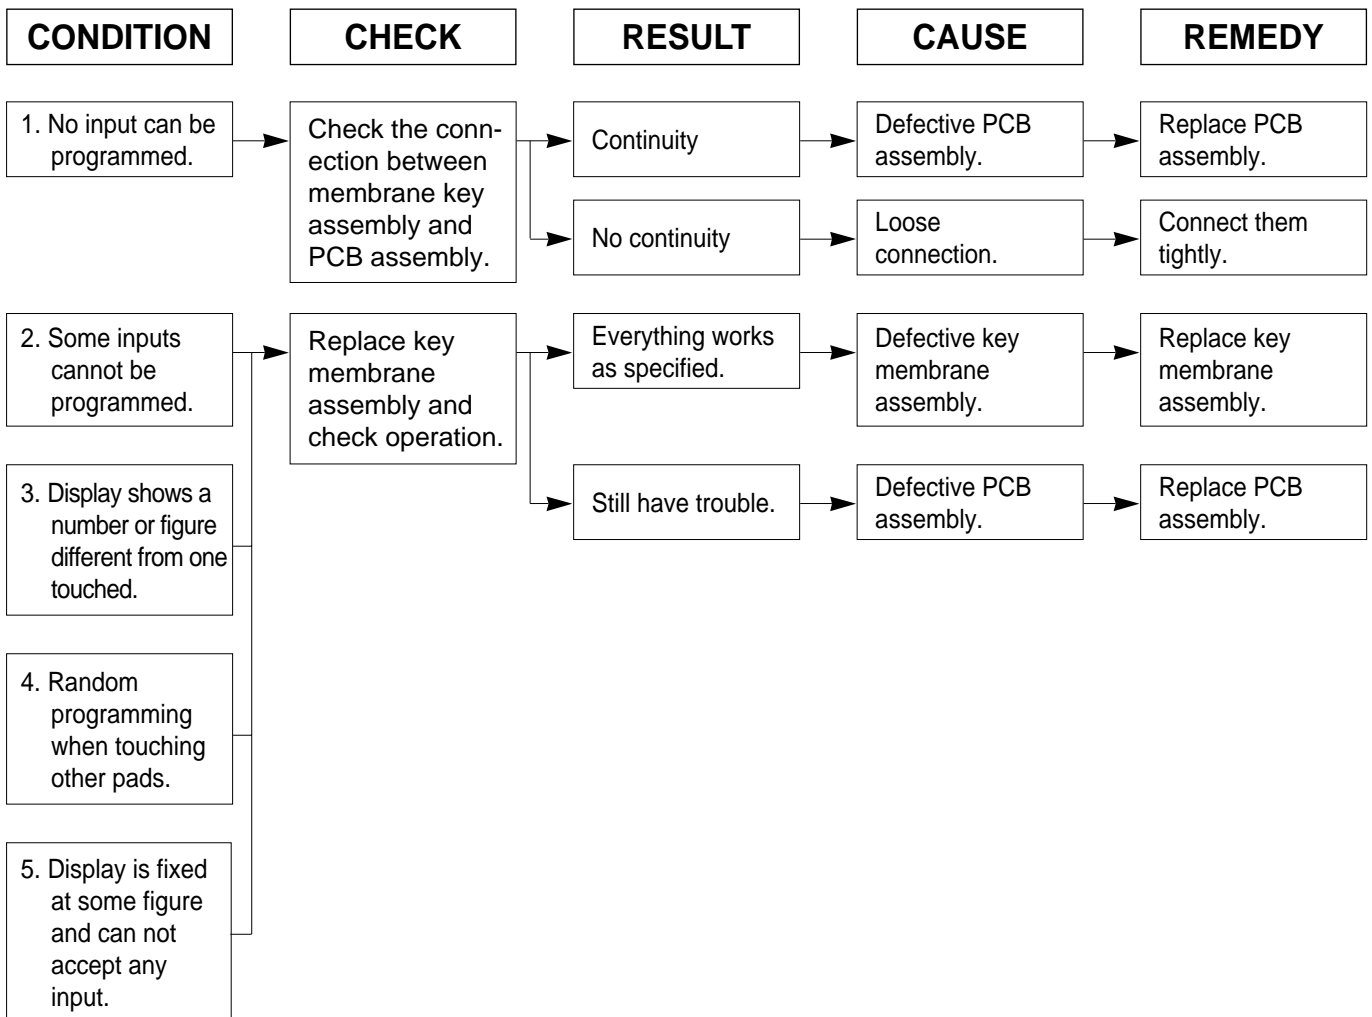 CONDITION
CHECK
RESULT
CAUSE
REMEDY
1. No input can be
programmed.
Check the conn-
ection between
membrane key
assembly and
PCB assembly.
Continuity
Defective PCB
assembly.
Replace PCB
assembly.
No continuity
Loose
connection.
Connect them
tightly.
2. Some inputs
cannot be
programmed.
Replace key
membrane
assembly and
check operation.
Everything works
as specified.
Defective key
membrane
assembly.
Replace key
membrane
assembly.
Still have trouble.
Defective PCB
assembly.
Replace PCB
assembly.
3. Display shows a
number or figure
different from one
touched.
4. Random
programming
when touching
other pads.
5. Display is fixed
at some figure
and can not
accept any
input.